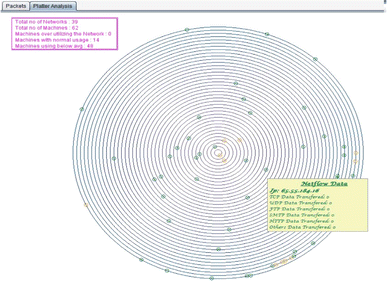 Packets Platter Analysis
Total no of Networks : 39
Total no of Machines : 62
Machines over utilizing the Network : 0
Machines with normal usage : 14
Machines using below avg : 48
Netflow Data
Ip: 65.55.184.16
TCP Data Transfered: 0
UDP Data Transfered: 0
FTP Data Transfered: 0
SMTP Data Transfered: 0
HTTP Data Transfered: 0
Others Data Transfered: 0